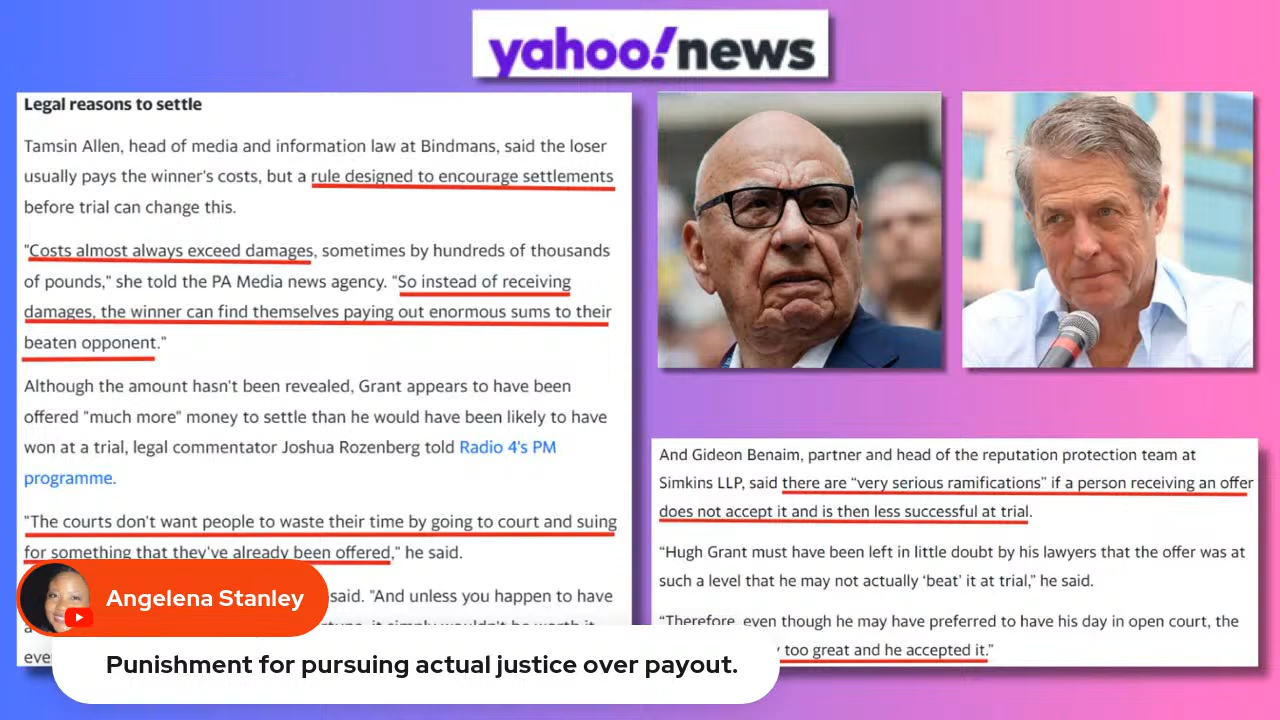 yahoo!news
Legal reasons to settle
Tamsin Allen, head of media and information law at Bindmans, said the loser
usually pays the winner's costs, but a rule designed to encourage settlements
before trial can change this.
"Costs almost always exceed damages, sometimes by hundreds of thousands
of pounds," she told the PA Media news agency. "So instead of receiving
damages, the winner can find themselves paying out enormous sums to their
beaten opponent."
Although the amount hasn't been revealed, Grant appears to have been
offered "much more" money to settle than he would have been likely to have
won at a trial, legal commentator Joshua Rozenberg told Radio 4's PM
programme.
"The courts don't want people to waste their time by going to court and suing
for something that they've already been offered," he said.
said. "And unless you happen to have
it simply wouldn't be worth it
Angelena Stanley
Punishment for pursuing actual justice over payout.
And Gideon Benaim, partner and head of the reputation protection team at
Simkins LLP, said there are “very serious ramifications” if a person receiving an offer
does not accept it and is then less successful at trial.
“Hugh Grant must have been left in little doubt by his lawyers that the offer was at
such a level that he may not actually ‘beat’ it at trial,” he said.
“Therefore, even though he may have preferred to have his day in open court, the
too great and he accepted it.”